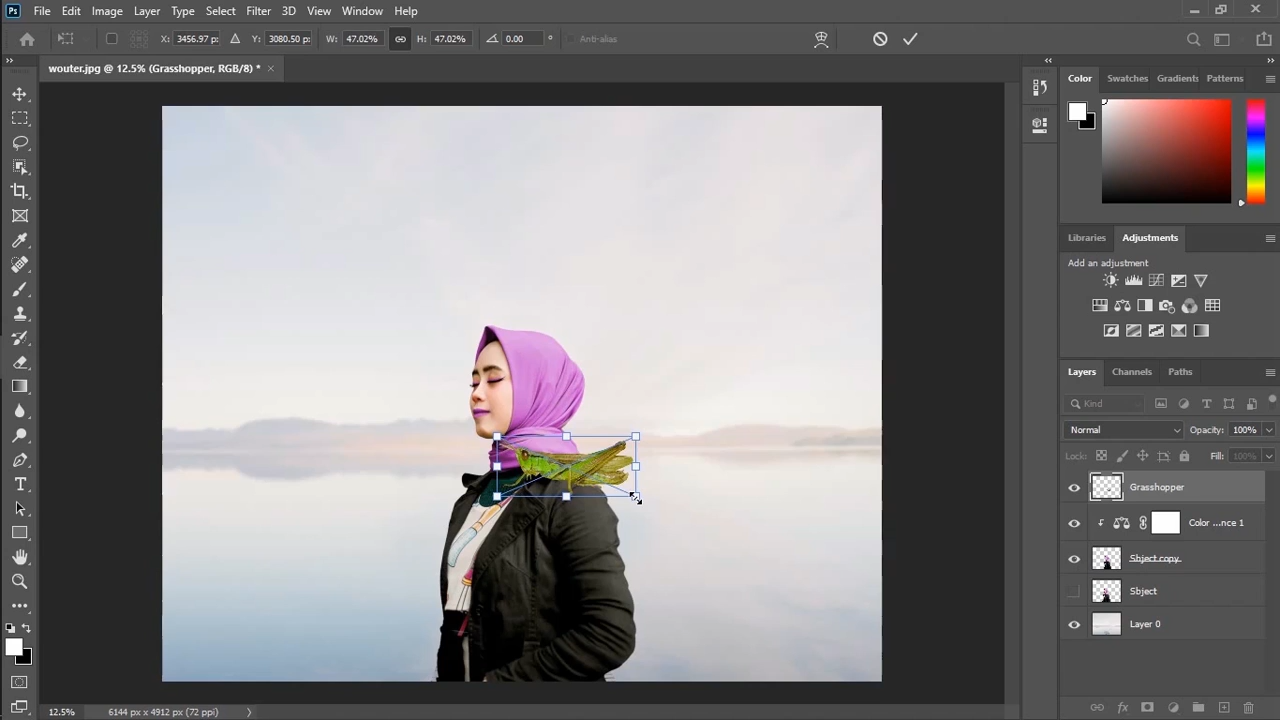 Ps File Edit Image Layer Type Select Filter 3D View Window Help
X: 3456.97 p: Y: 3080.50 p: W: 47.02% H: 47.02% 0.00 ° Anti-alias
wouter.jpg @ 12.5% (Grasshopper, RGB/8) * ×
Color Swatches Gradients Patterns
Libraries Adjustments
Add an adjustment
Layers Channels Paths
Kind
Normal Opacity: 100%
Lock: Fill: 100%
Grasshopper
Color ...nce 1
Sbject copy
Sbject
Layer 0
12.5% 6144 px x 4912 px (72 ppi)